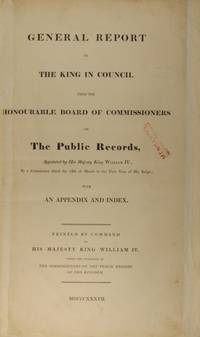 GENERAL REPORT
TO
THE KING IN COUNCIL
FROM THE
HONOURABLE BOARD OF COMMISSIONERS
ON
The Public Records,
Appointed by His Majesty King WILLIAM IV.
By a Commission dated the 12th of March in the First Year of His Reign;
WITH
AN APPENDIX AND INDEX.
PRINTED BY COMMAND
OF
HIS MAJESTY KING WILLIAM IV.
UNDER THE DIRECTION OF
THE COMMISSIONERS ON THE PUBLIC RECORDS
OF THE KINGDOM